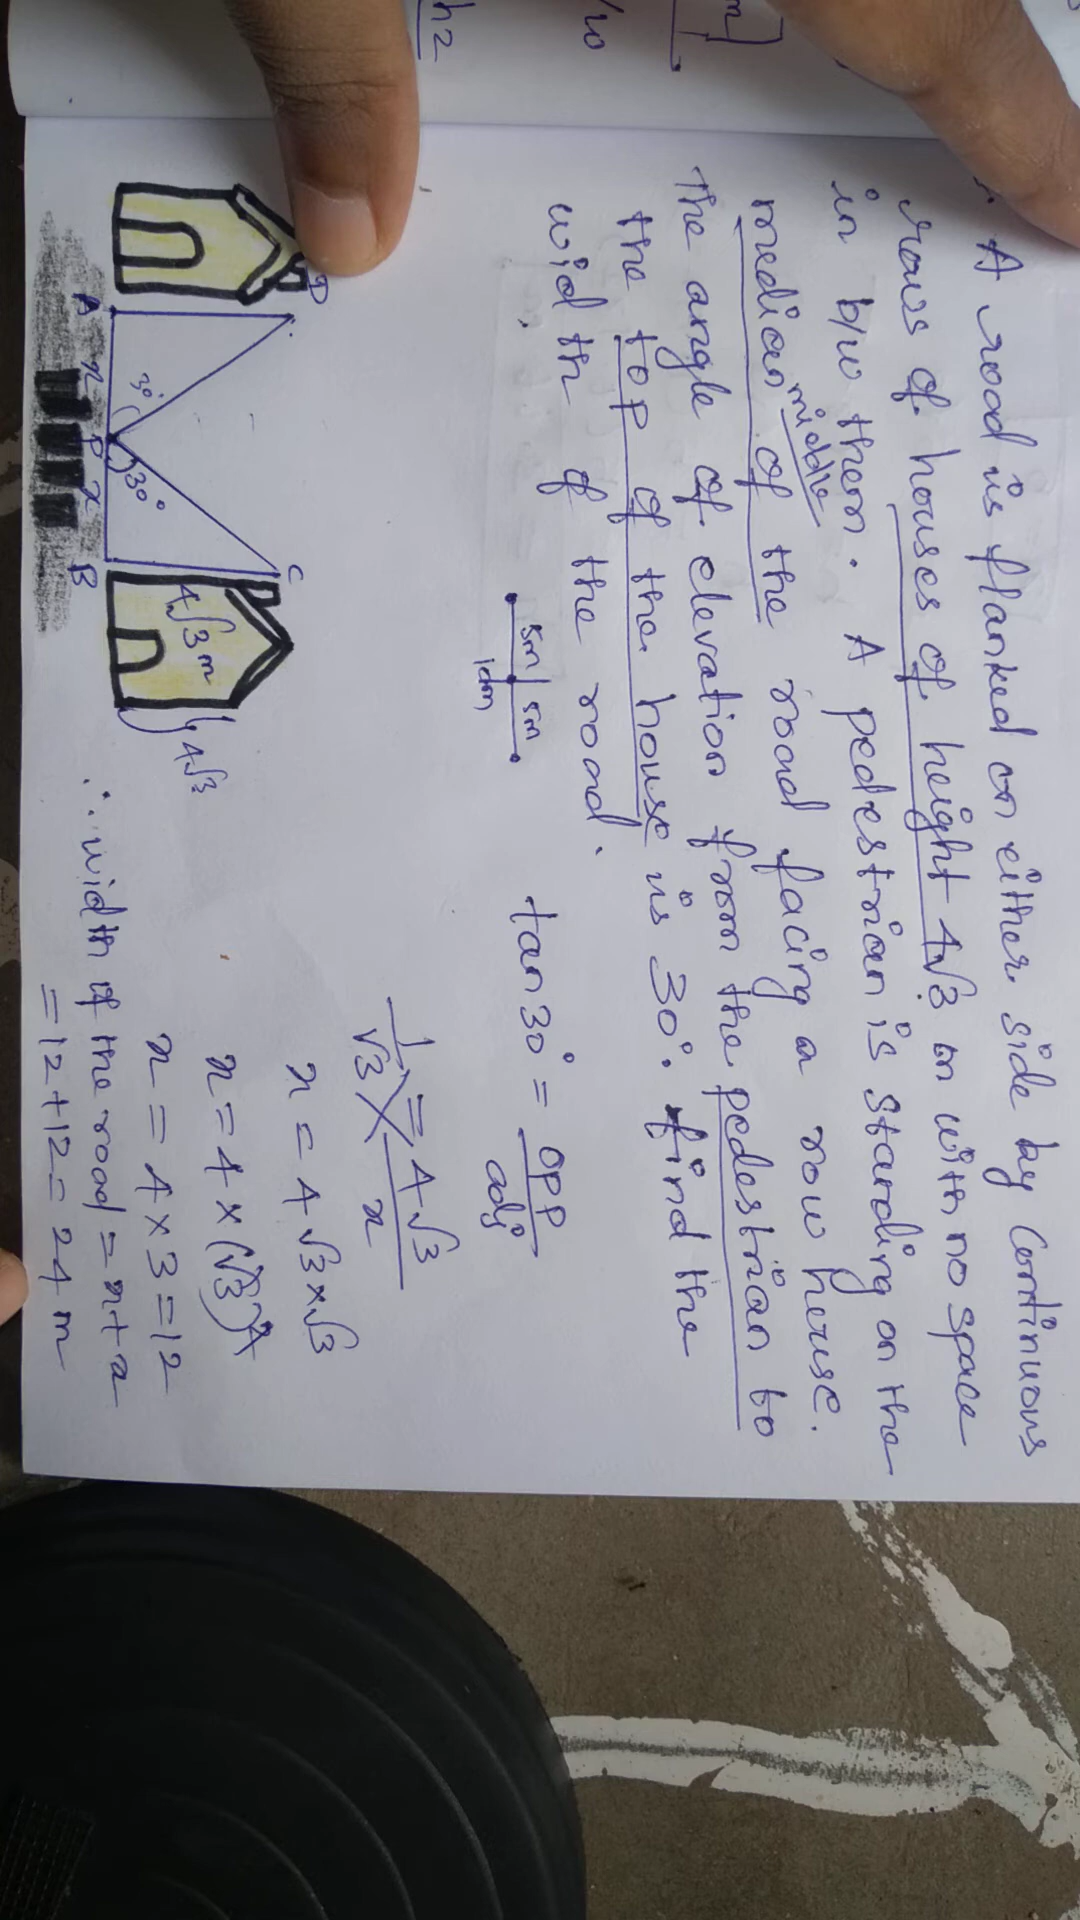 A road is flanked on either side by continuous
rows of houses of height 4√3 m with no space
in b/w them. A pedestrian is standing on the
middle
median of the road facing a row house.
the angle of elevation from the pedestrian to
the top of the house is 30°. find the
width of the road.
5m 5m
10m
tan 30° = opp/adj
1/√3 = 4√3/x
x = 4√3×√3
x = 4×(√3)²
x = 4×3=12
∴ width of the road = x+x
=12+12=24m
D
C
30° 30°
4√3 m
4√3
A x P x B
m]
b/w
h2